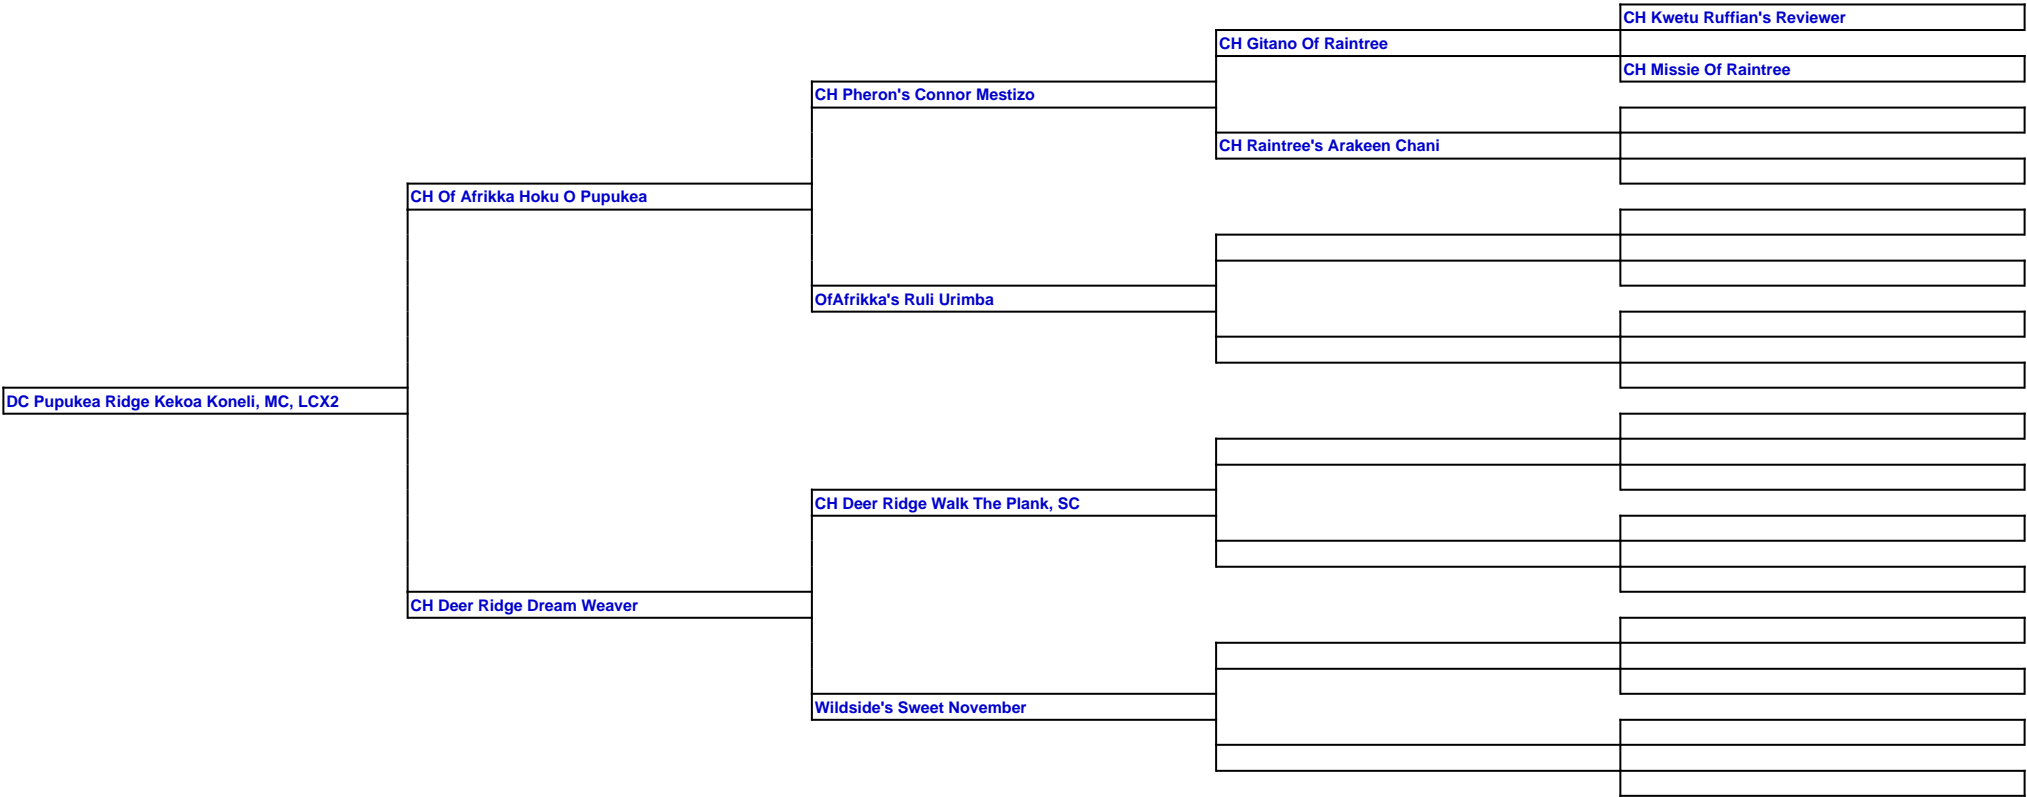 CH Kwetu Ruffian's Reviewer
CH Gitano Of Raintree
CH Missie Of Raintree
CH Pheron's Connor Mestizo
CH Raintree's Arakeen Chani
CH Of Afrikka Hoku O Pupukea
OfAfrikka's Ruli Urimba
DC Pupukea Ridge Kekoa Koneli, MC, LCX2
CH Deer Ridge Walk The Plank, SC
CH Deer Ridge Dream Weaver
Wildside's Sweet November